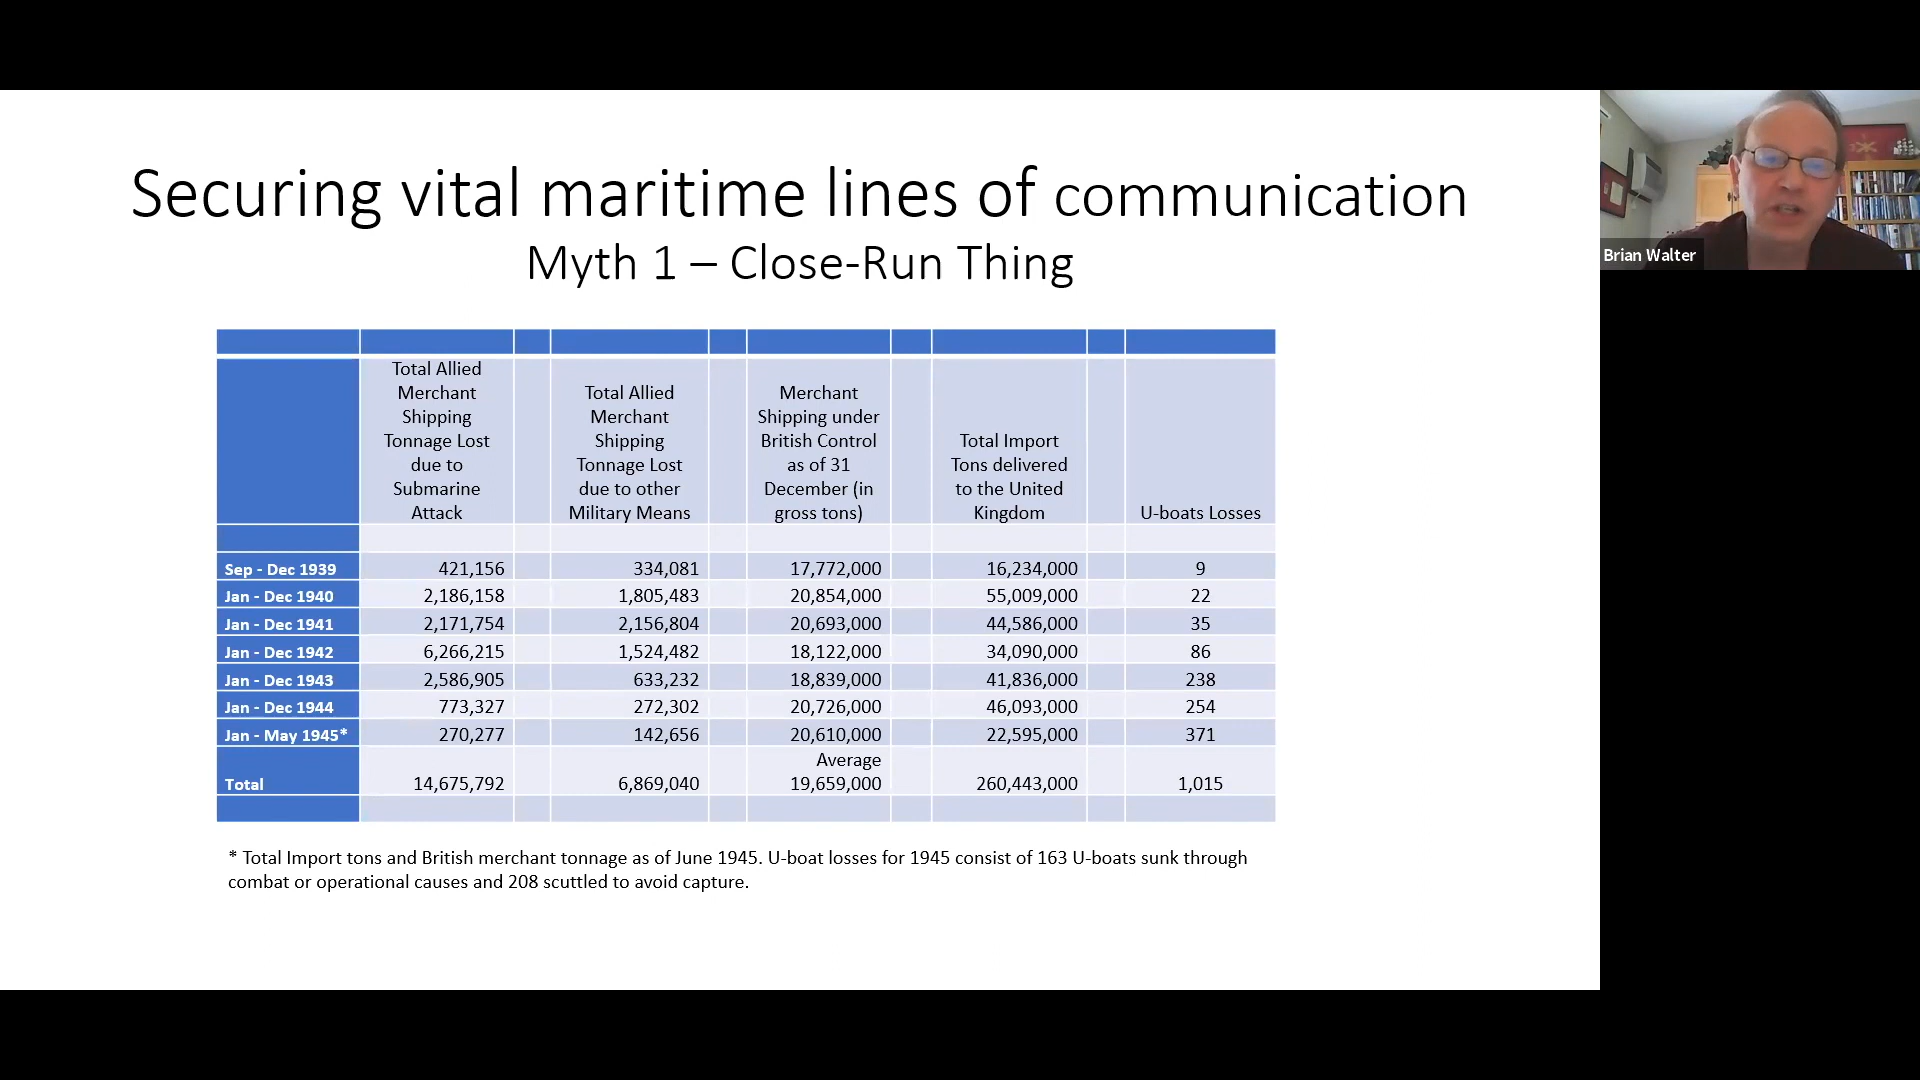 Securing vital maritime lines of communication
Myth 1 – Close-Run Thing
Brian Walter
Total Allied
Merchant
Shipping
Tonnage Lost
due to
Submarine
Attack
Total Allied
Merchant
Shipping
Tonnage Lost
due to other
Military Means
Merchant
Shipping under
British Control
as of 31
December (in
gross tons)
Total Import
Tons delivered
to the United
Kingdom
U-boats Losses
Sep - Dec 1939 421,156 334,081 17,772,000 16,234,000 9
Jan - Dec 1940 2,186,158 1,805,483 20,854,000 55,009,000 22
Jan - Dec 1941 2,171,754 2,156,804 20,693,000 44,586,000 35
Jan - Dec 1942 6,266,215 1,524,482 18,122,000 34,090,000 86
Jan - Dec 1943 2,586,905 633,232 18,839,000 41,836,000 238
Jan - Dec 1944 773,327 272,302 20,726,000 46,093,000 254
Jan - May 1945* 270,277 142,656 20,610,000 22,595,000 371
Average
Total 14,675,792 6,869,040 19,659,000 260,443,000 1,015
* Total Import tons and British merchant tonnage as of June 1945. U-boat losses for 1945 consist of 163 U-boats sunk through
combat or operational causes and 208 scuttled to avoid capture.